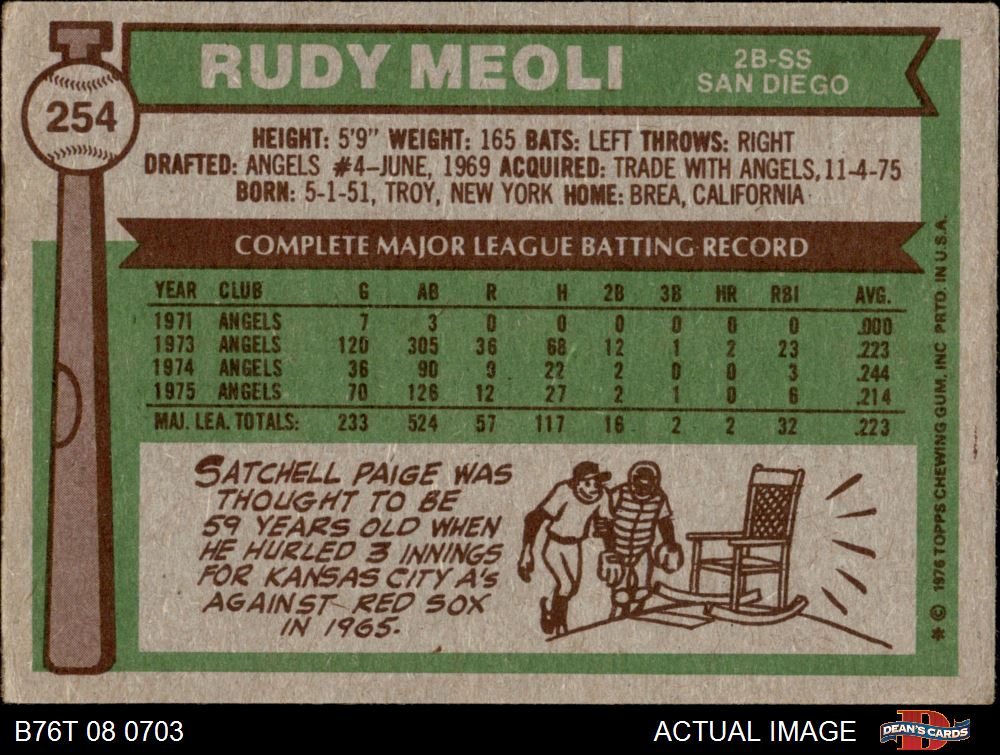 RUDY MEOLI
2B-SS
SAN DIEGO
254
HEIGHT: 5'9" WEIGHT: 165 BATS: LEFT THROWS: RIGHT
DRAFTED: ANGELS #4–JUNE, 1969 ACQUIRED: TRADE WITH ANGELS, 11-4-75
BORN: 5-1-51, TROY, NEW YORK HOME: BREA, CALIFORNIA
COMPLETE MAJOR LEAGUE BATTING RECORD
YEAR CLUB G AB R H 2B 3B HR RBI AVG.
1971 ANGELS 7 3 0 0 0 0 0 0 .000
1973 ANGELS 120 305 36 68 12 1 2 23 .223
1974 ANGELS 36 90 9 22 2 0 0 3 .244
1975 ANGELS 70 126 12 27 2 1 0 6 .214
MAJ. LEA. TOTALS: 233 524 57 117 16 2 2 32 .223
SATCHELL PAIGE WAS
THOUGHT TO BE
59 YEARS OLD WHEN
HE HURLED 3 INNINGS
FOR KANSAS CITY A's
AGAINST RED SOX
IN 1965.
* © 1976 TOPPS CHEWING GUM, INC PRTD. IN U.S.A.
B76T 08 0703
ACTUAL IMAGE
D
DEAN'S CARDS